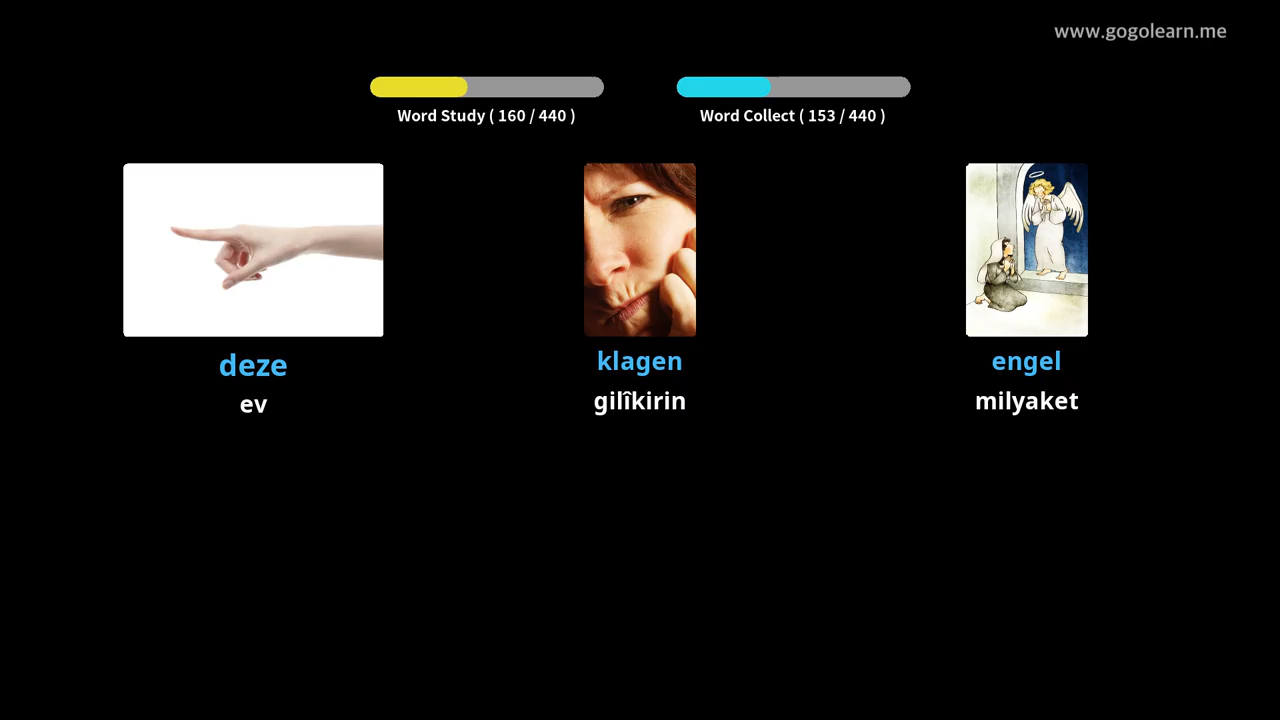 www.gogolearn.me
Word Study ( 160 / 440 )
Word Collect ( 153 / 440 )
deze
ev
klagen
gilîkirin
engel
milyaket